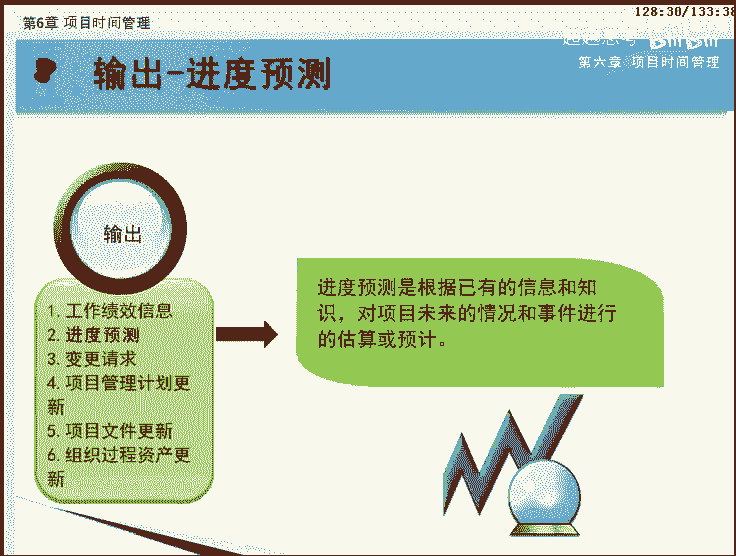 第6章 项目时间管理
128:30/133:38
第六章 项目时间管理
输出-进度预测
输出
1.工作绩效信息
2.进度预测
3.变更请求
4.项目管理计划更
新
5.项目文件更新
6.组织过程资产更
新
进度预测是根据已有的信息和知
识，对项目未来的情况和事件进行
的估算或预计。